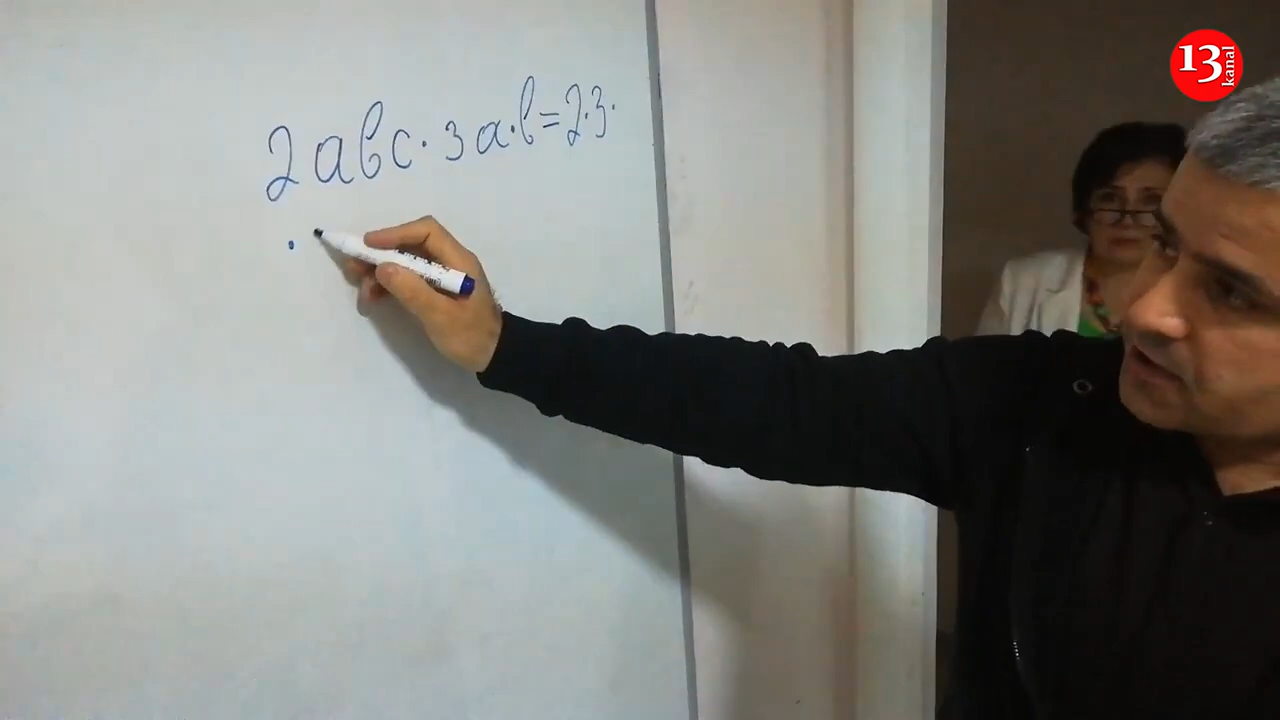 13 kanal
2abc · 3a·b=2·3·
·